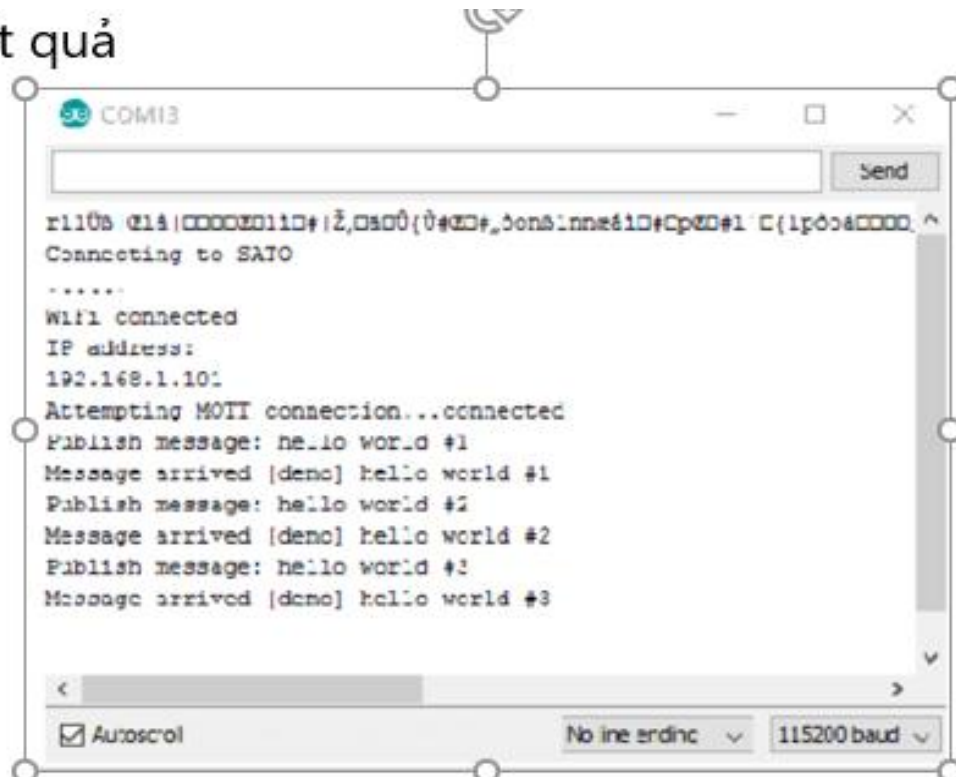 t quả
COM13
Send
Connecting to SATO
......
WiFi connected
IP address:
192.168.1.101
Attempting MQTT connection...connected
Publish message: hello world #1
Message arrived [demo] hello world #1
Publish message: hello world #2
Message arrived [demo] hello world #2
Publish message: hello world #3
Message arrived [demo] hello world #3
Autoscroll
No line ending
115200 baud